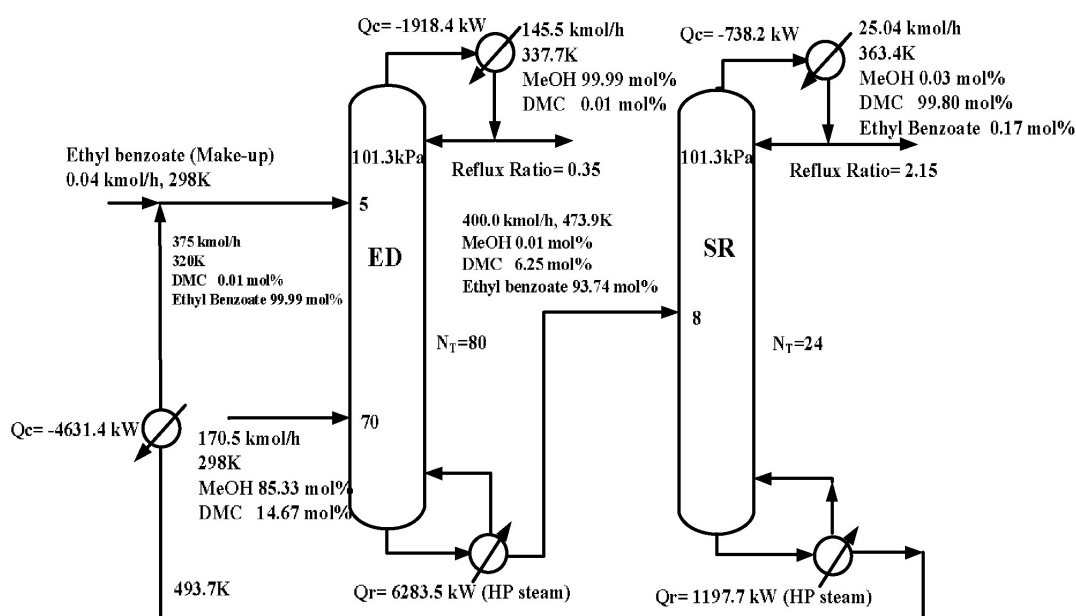 Qc= -1918.4 kW
145.5 kmol/h
337.7K
MeOH 99.99 mol%
DMC 0.01 mol%
Qc= -738.2 kW
25.04 kmol/h
363.4K
MeOH 0.03 mol%
DMC 99.80 mol%
Ethyl Benzoate 0.17 mol%
Ethyl benzoate (Make-up)
0.04 kmol/h, 298K
101.3kPa
Reflux Ratio= 0.35
101.3kPa
Reflux Ratio= 2.15
5
375 kmol/h
320K
DMC 0.01 mol%
Ethyl Benzoate 99.99 mol%
ED
400.0 kmol/h, 473.9K
MeOH 0.01 mol%
DMC 6.25 mol%
Ethyl benzoate 93.74 mol%
SR
8
NT=80
NT=24
Qc= -4631.4 kW
70
170.5 kmol/h
298K
MeOH 85.33 mol%
DMC 14.67 mol%
493.7K
Qr= 6283.5 kW (HP steam)
Qr= 1197.7 kW (HP steam)